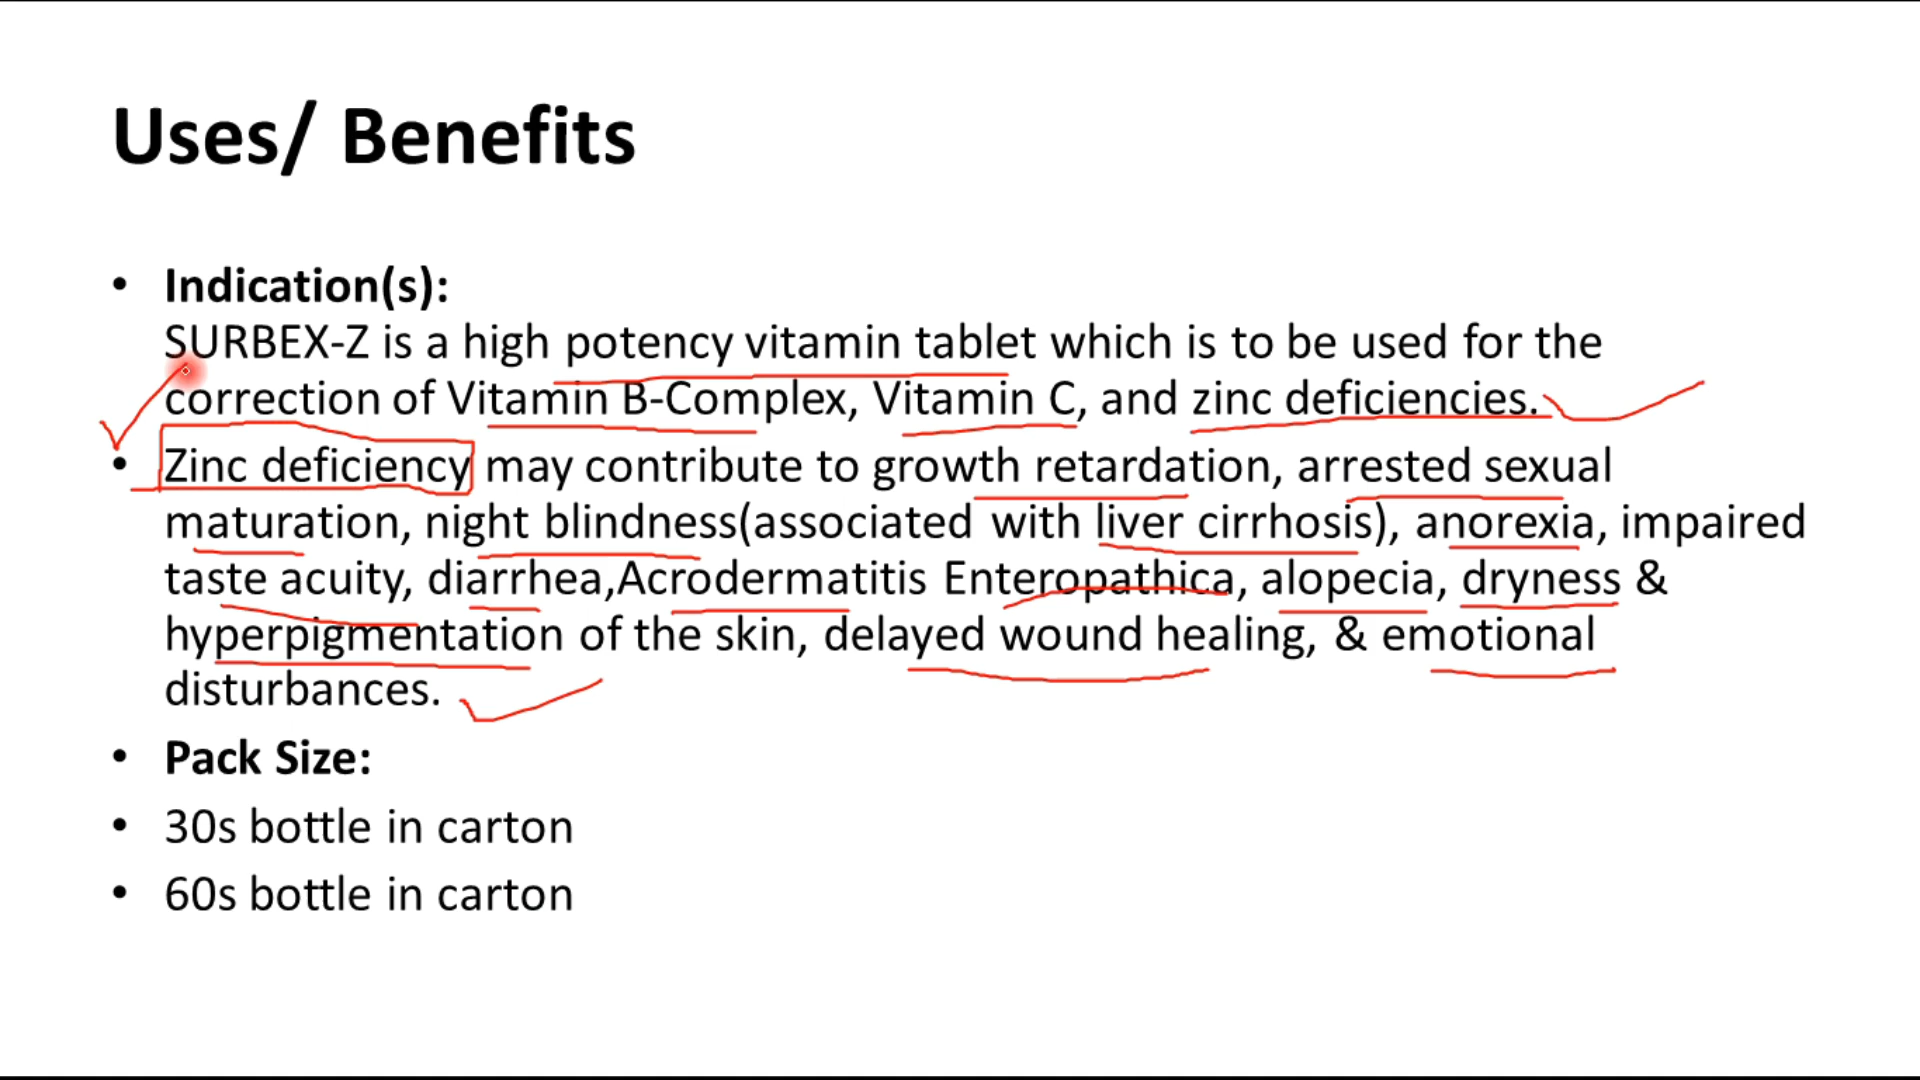 Uses/ Benefits
• Indication(s):
SURBEX-Z is a high potency vitamin tablet which is to be used for the
correction of Vitamin B-Complex, Vitamin C, and zinc deficiencies.
• Zinc deficiency may contribute to growth retardation, arrested sexual
maturation, night blindness(associated with liver cirrhosis), anorexia, impaired
taste acuity, diarrhea,Acrodermatitis Enteropathica, alopecia, dryness &
hyperpigmentation of the skin, delayed wound healing, & emotional
disturbances.
• Pack Size:
• 30s bottle in carton
• 60s bottle in carton